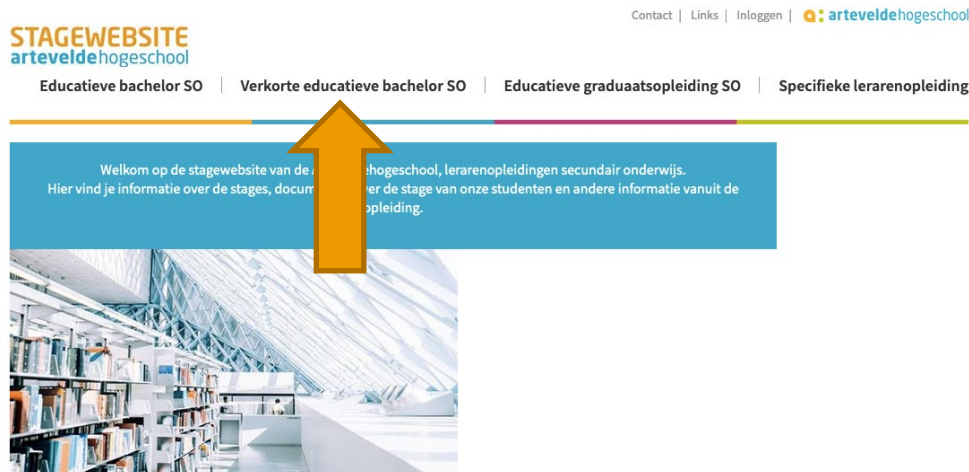 Contact | Links | Inloggen | a: arteveldehogeschool
STAGEWEBSITE
arteveldehogeschool
Educatieve bachelor SO | Verkorte educatieve bachelor SO | Educatieve graduaatsopleiding SO | Specifieke lerarenopleiding
Welkom op de stagewebsite van de hogeschool, lerarenopleidingen secundair onderwijs.
Hier vind je informatie over de stages, over de stage van onze studenten en andere informatie vanuit de
opleiding.